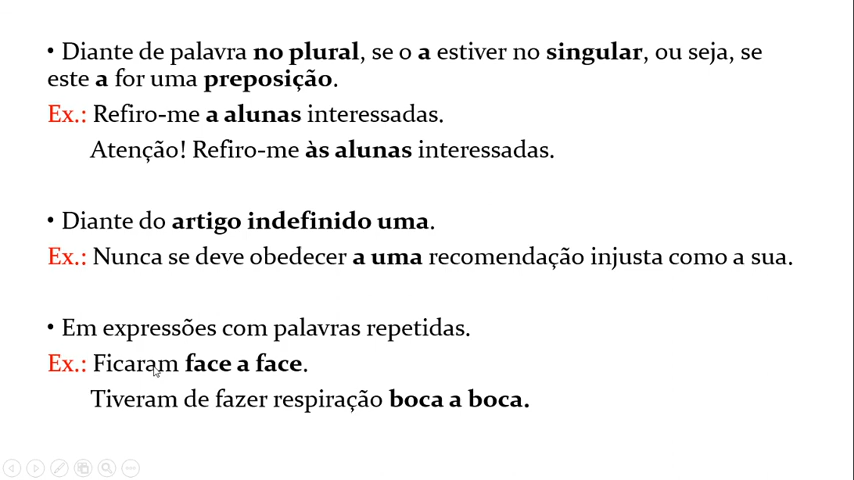 • Diante de palavra no plural, se o a estiver no singular, ou seja, se
este a for uma preposição.
Ex.: Refiro-me a alunas interessadas.
Atenção! Refiro-me às alunas interessadas.
• Diante do artigo indefinido uma.
Ex.: Nunca se deve obedecer a uma recomendação injusta como a sua.
• Em expressões com palavras repetidas.
Ex.: Ficaram face a face.
Tiveram de fazer respiração boca a boca.